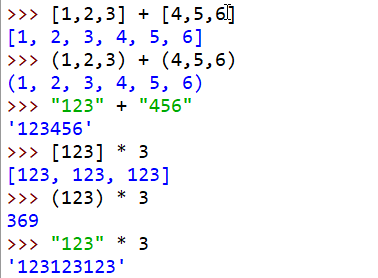 >>> [1,2,3] + [4,5,6]
[1, 2, 3, 4, 5, 6]
>>> (1,2,3) + (4,5,6)
(1, 2, 3, 4, 5, 6)
>>> "123" + "456"
'123456'
>>> [123] * 3
[123, 123, 123]
>>> (123) * 3
369
>>> "123" * 3
'123123123'